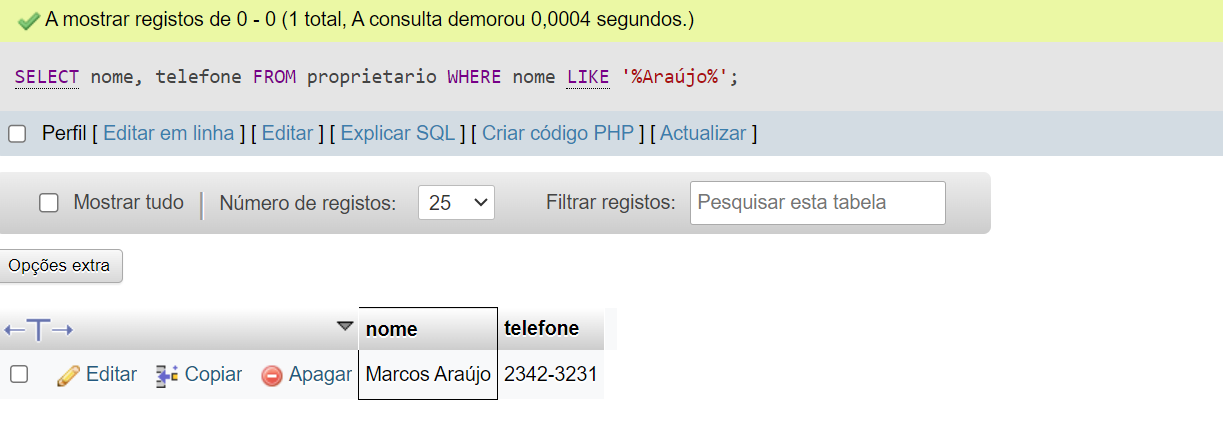 A mostrar registos de 0 - 0 (1 total, A consulta demorou 0,0004 segundos.)
SELECT nome, telefone FROM proprietario WHERE nome LIKE '%Araújo%';
Perfil [ Editar em linha ] [ Editar ] [ Explicar SQL ] [ Criar código PHP ] [ Actualizar ]
Mostrar tudo | Número de registos: 25 Filtrar registos: Pesquisar esta tabela
Opções extra
←T→ nome telefone
Editar Copiar Apagar Marcos Araújo 2342-3231